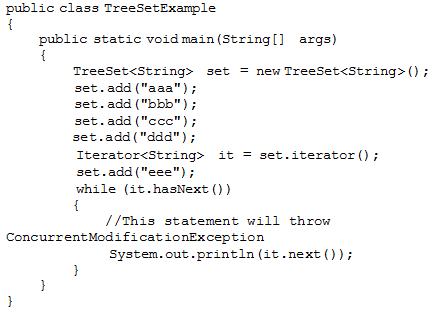 public class TreeSetExample
{
public static void main(String[] args)
{
TreeSet<String> set = new TreeSet<String>();
set.add("aaa");
set.add("bbb");
set.add("ccc");
set.add("ddd");
Iterator<String> it = set.iterator();
set.add("eee");
while (it.hasNext())
{
//This statement will throw
ConcurrentModificationException
System.out.println(it.next());
}
}
}